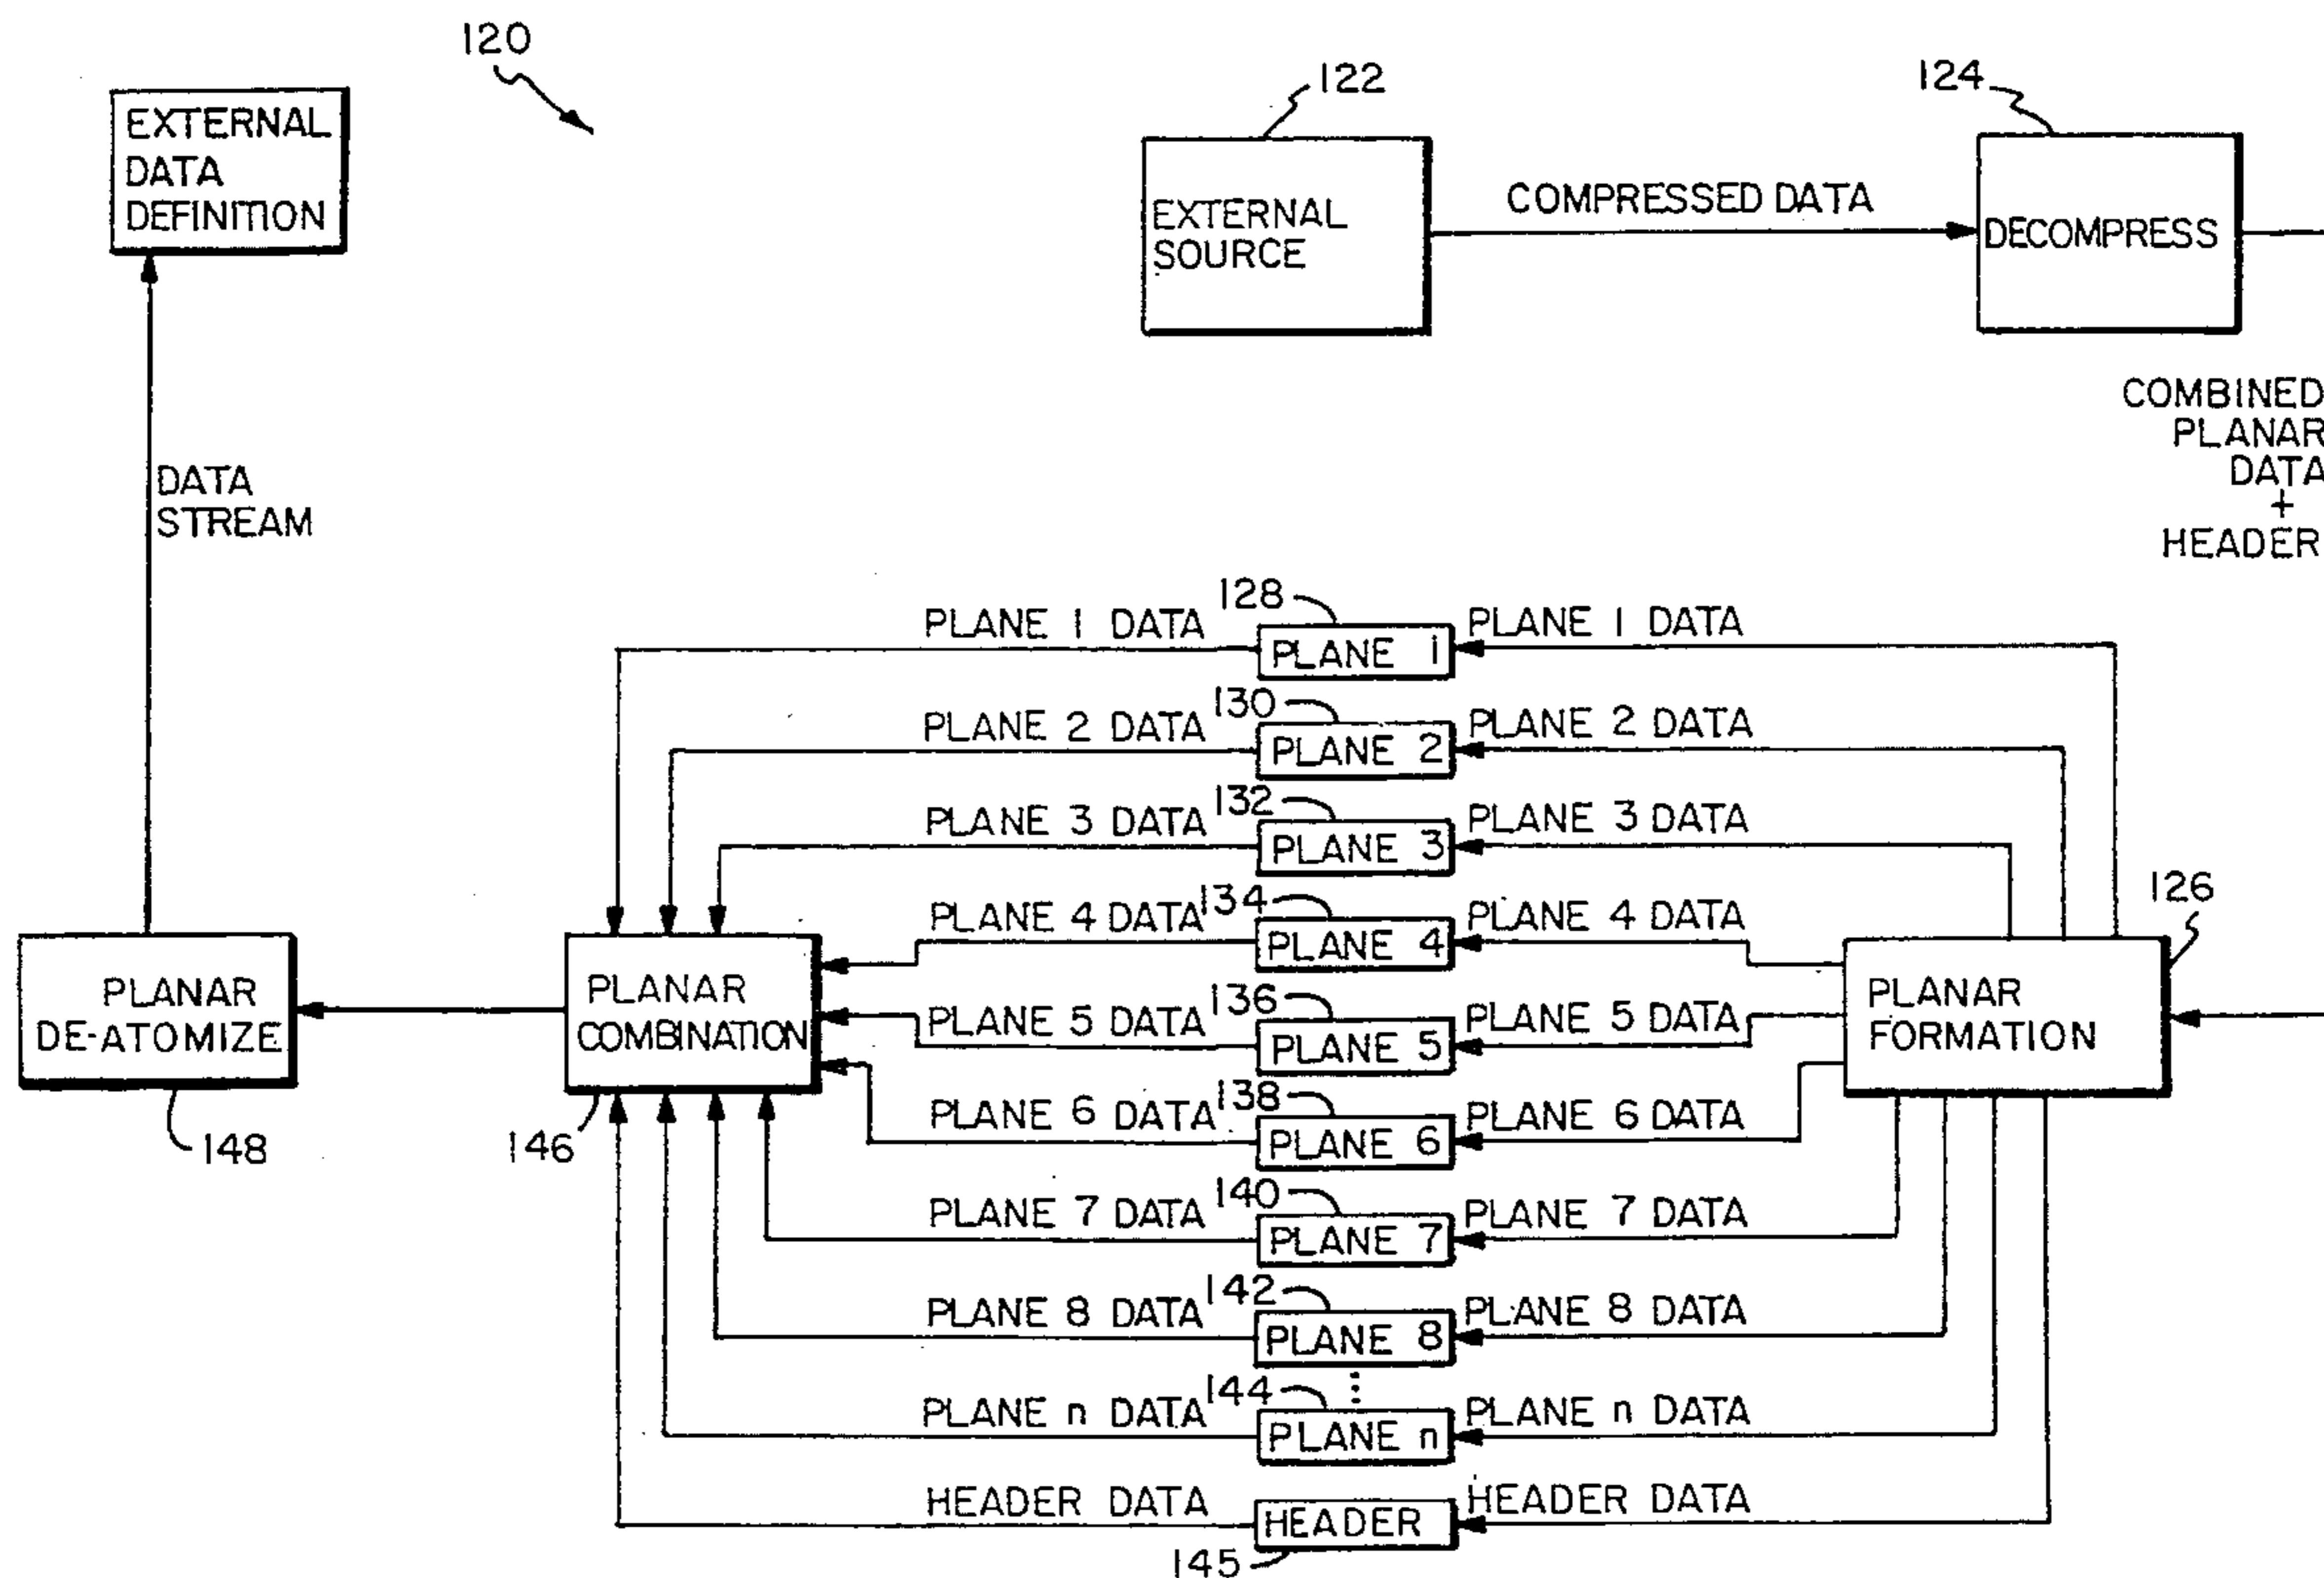 120
EXTERNAL
DATA
DEFINITION
122
EXTERNAL
SOURCE
COMPRESSED DATA
124
DECOMPRESS
COMBINED
PLANAR
DATA
+
HEADER
DATA
STREAM
PLANE 1 DATA
128
PLANE 1
PLANE 1 DATA
PLANE 2 DATA
130
PLANE 2
PLANE 2 DATA
PLANE 3 DATA
132
PLANE 3
PLANE 3 DATA
PLANE 4 DATA
134
PLANE 4
PLANE 4 DATA
126
PLANAR
FORMATION
PLANAR
DE-ATOMIZE
148
PLANAR
COMBINATION
146
PLANE 5 DATA
136
PLANE 5
PLANE 5 DATA
PLANE 6 DATA
138
PLANE 6
PLANE 6 DATA
PLANE 7 DATA
140
PLANE 7
PLANE 7 DATA
PLANE 8 DATA
142
PLANE 8
PLANE 8 DATA
PLANE n DATA
144
PLANE n
PLANE n DATA
HEADER DATA
HEADER
145
HEADER DATA